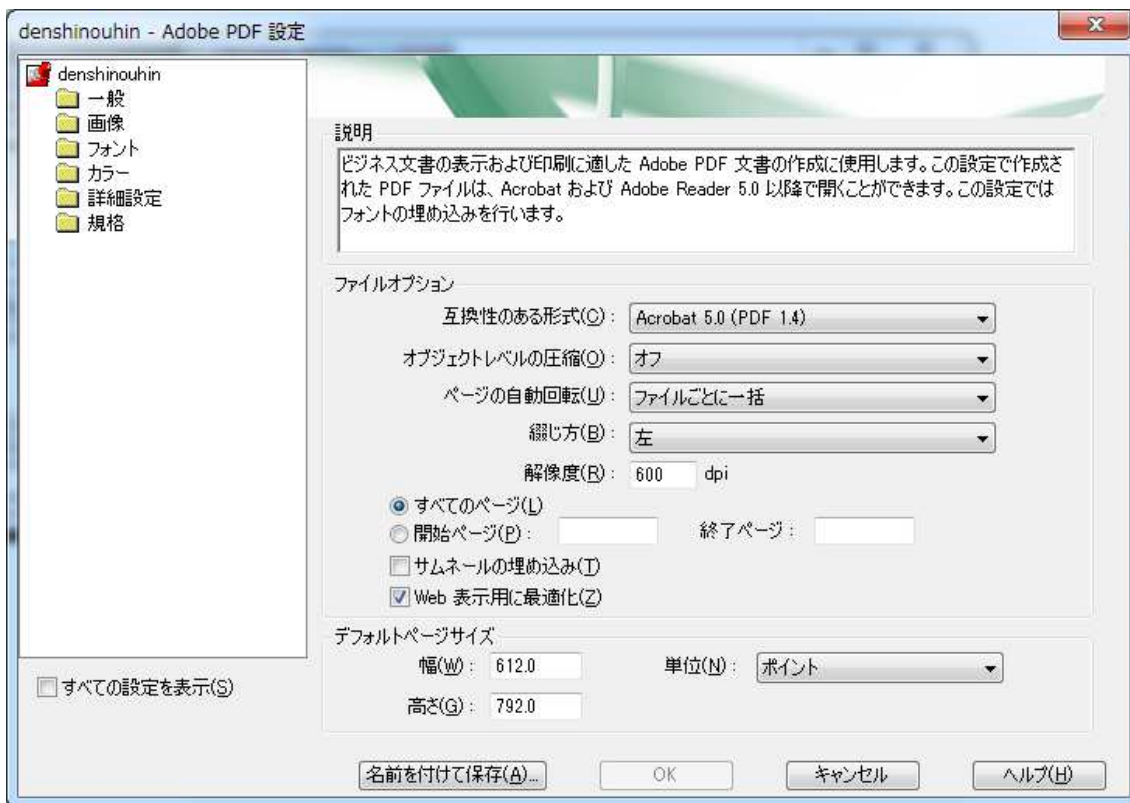 denshinouhin - Adobe PDF 設定
denshinouhin
一般
画像
フォント
カラー
詳細設定
規格
すべての設定を表示(S)
説明
ビジネス文書の表示および印刷に適した Adobe PDF 文書の作成に使用します。この設定で作成さ
れた PDF ファイルは、Acrobat および Adobe Reader 5.0 以降で開くことができます。この設定では
フォントの埋め込みを行います。
ファイルオプション
互換性のある形式(C)： Acrobat 5.0 (PDF 1.4)
オブジェクトレベルの圧縮(O)： オフ
ページの自動回転(U)： ファイルごとに一括
綴じ方(B)： 左
解像度(R)： 600 dpi
すべてのページ(L)
開始ページ(P)： 終了ページ：
サムネールの埋め込み(T)
Web 表示用に最適化(Z)
デフォルトページサイズ
幅(W)： 612.0 単位(N)： ポイント
高さ(G)： 792.0
名前を付けて保存(A)... OK キャンセル ヘルプ(H)